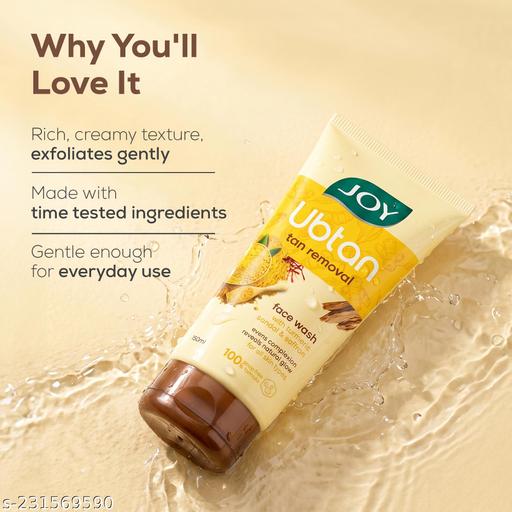 Why You'll
Love It
Rich, creamy texture,
exfoliates gently
Made with
time tested ingredients
Gentle enough
for everyday use
JOY
Ubtan
tan removal
face wash
with turmeric,
sandal & saffron
evens complexion
reveals natural glow
for all skin types
100%
s-231569590